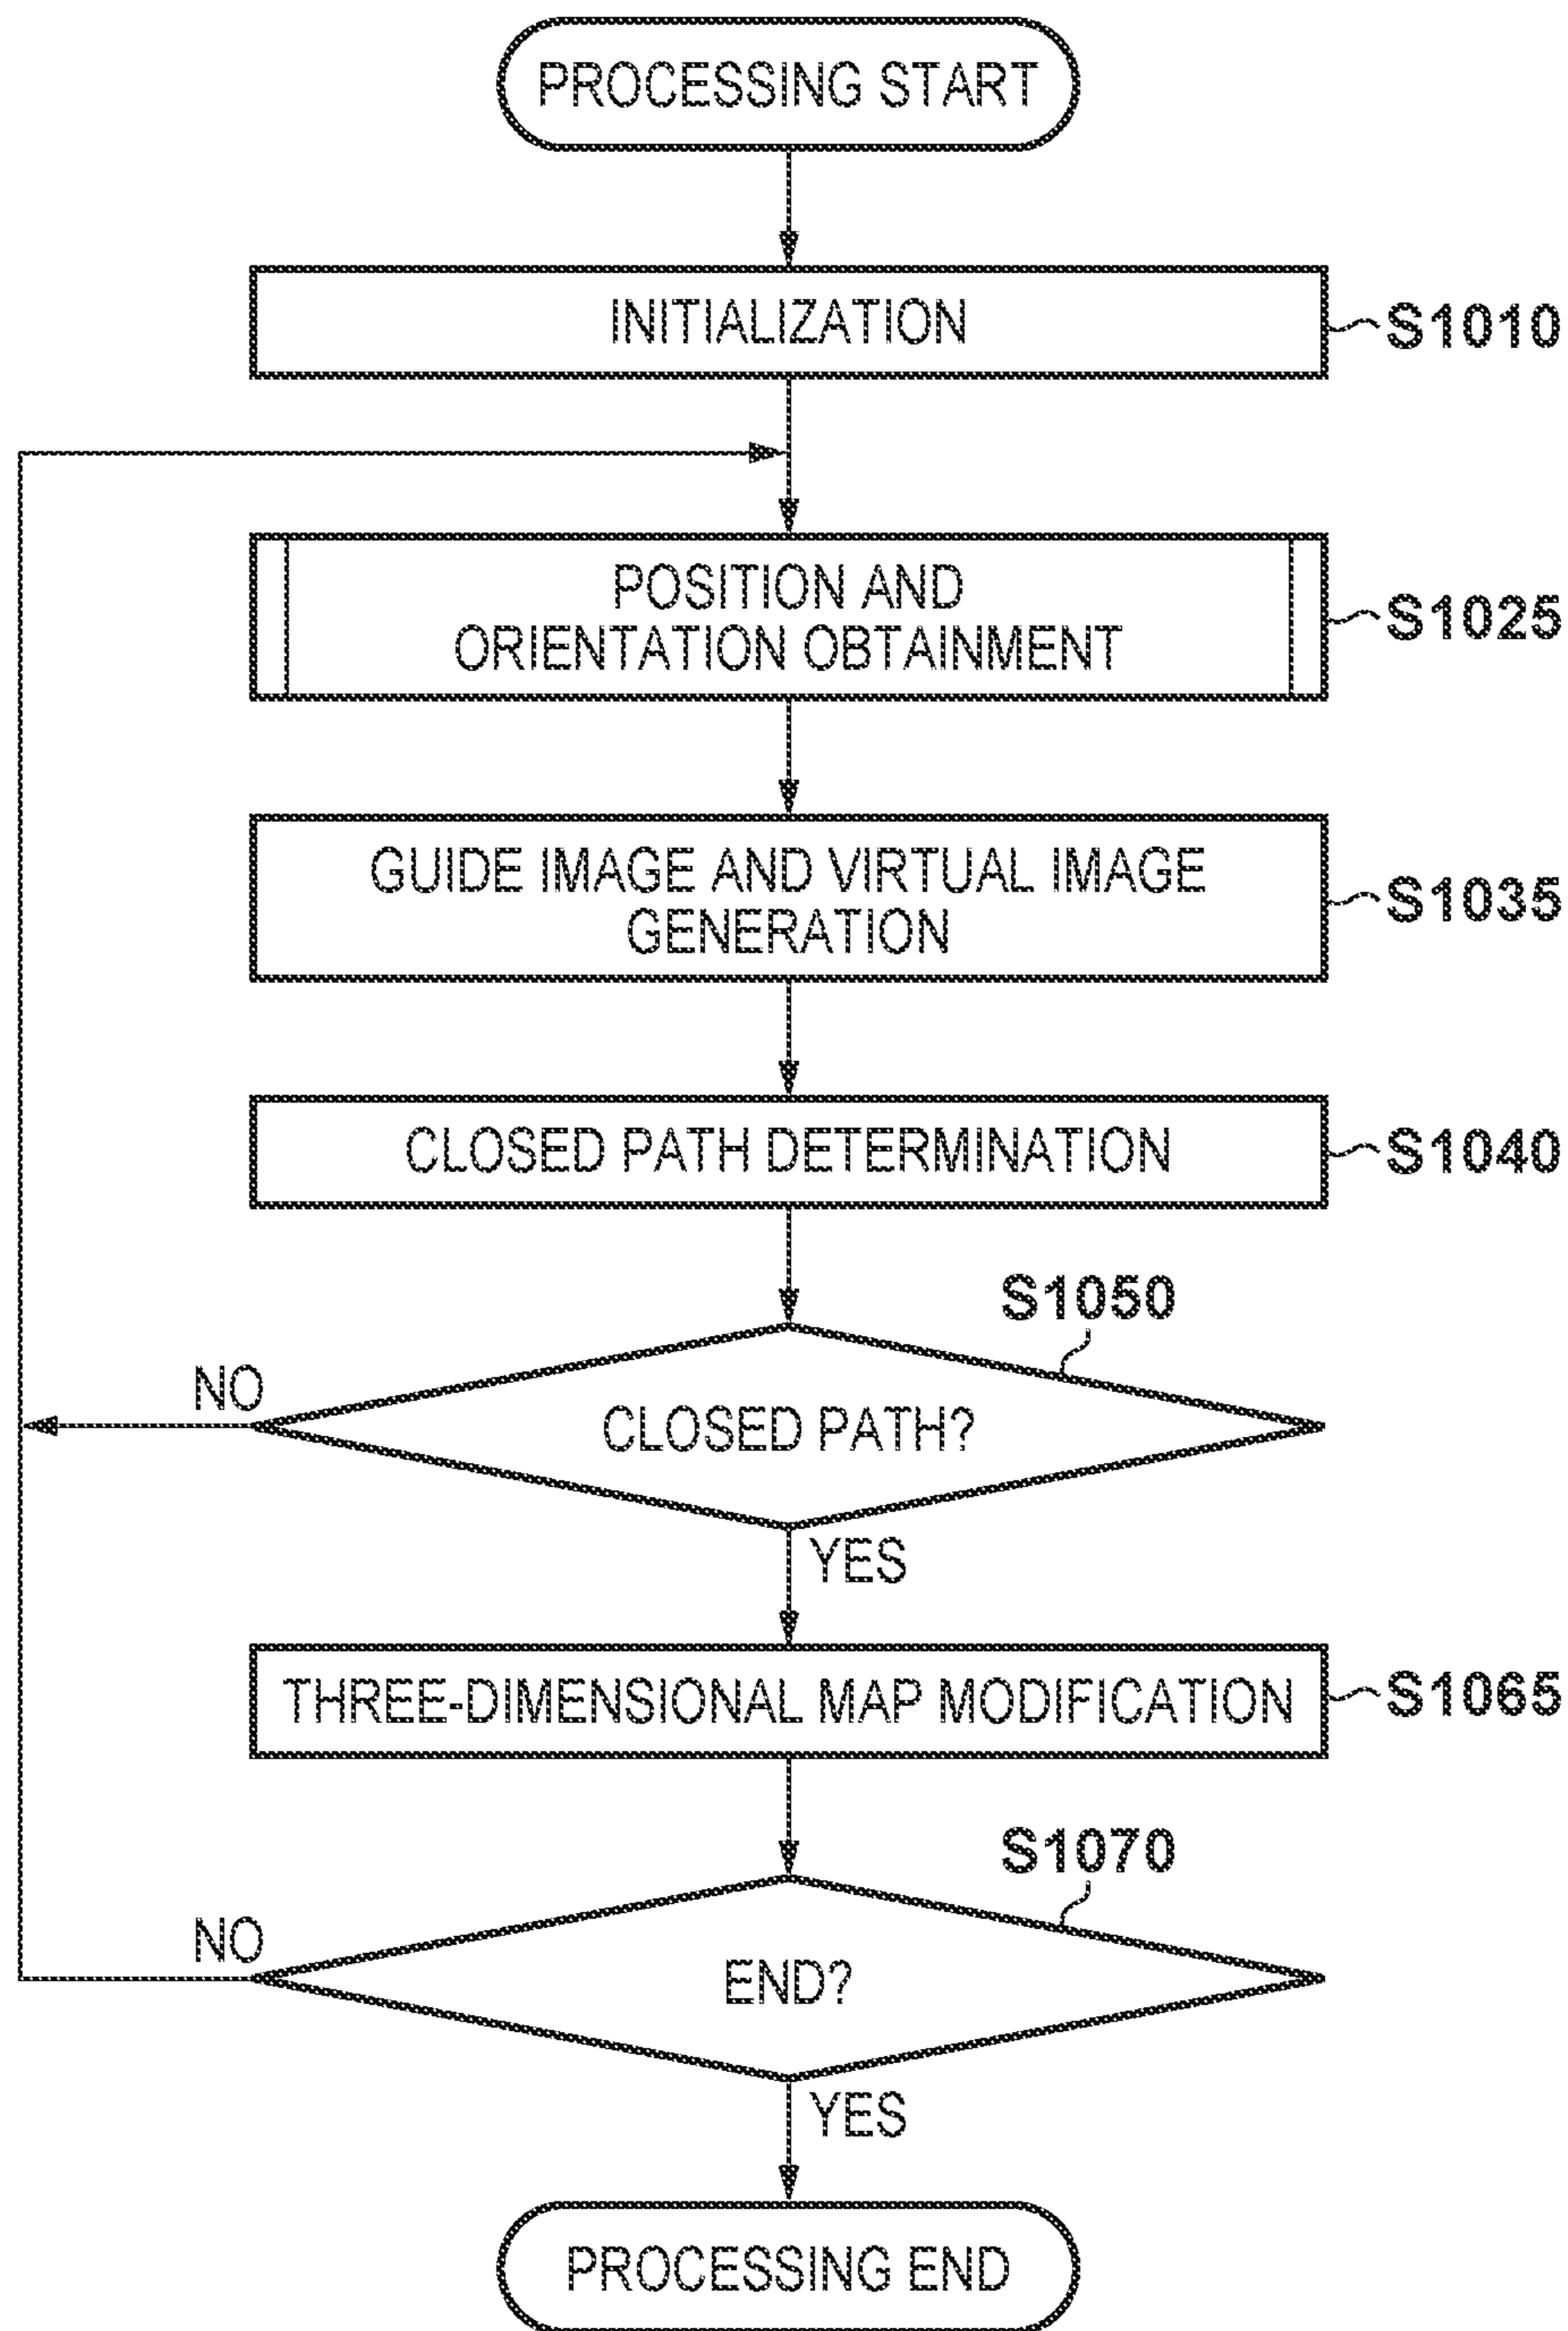 PROCESSING START
INITIALIZATION
S1010
POSITION AND
ORIENTATION OBTAINMENT
S1025
GUIDE IMAGE AND VIRTUAL IMAGE
GENERATION
S1035
CLOSED PATH DETERMINATION
S1040
S1050
NO
CLOSED PATH?
YES
THREE-DIMENSIONAL MAP MODIFICATION
S1065
S1070
NO
END?
YES
PROCESSING END